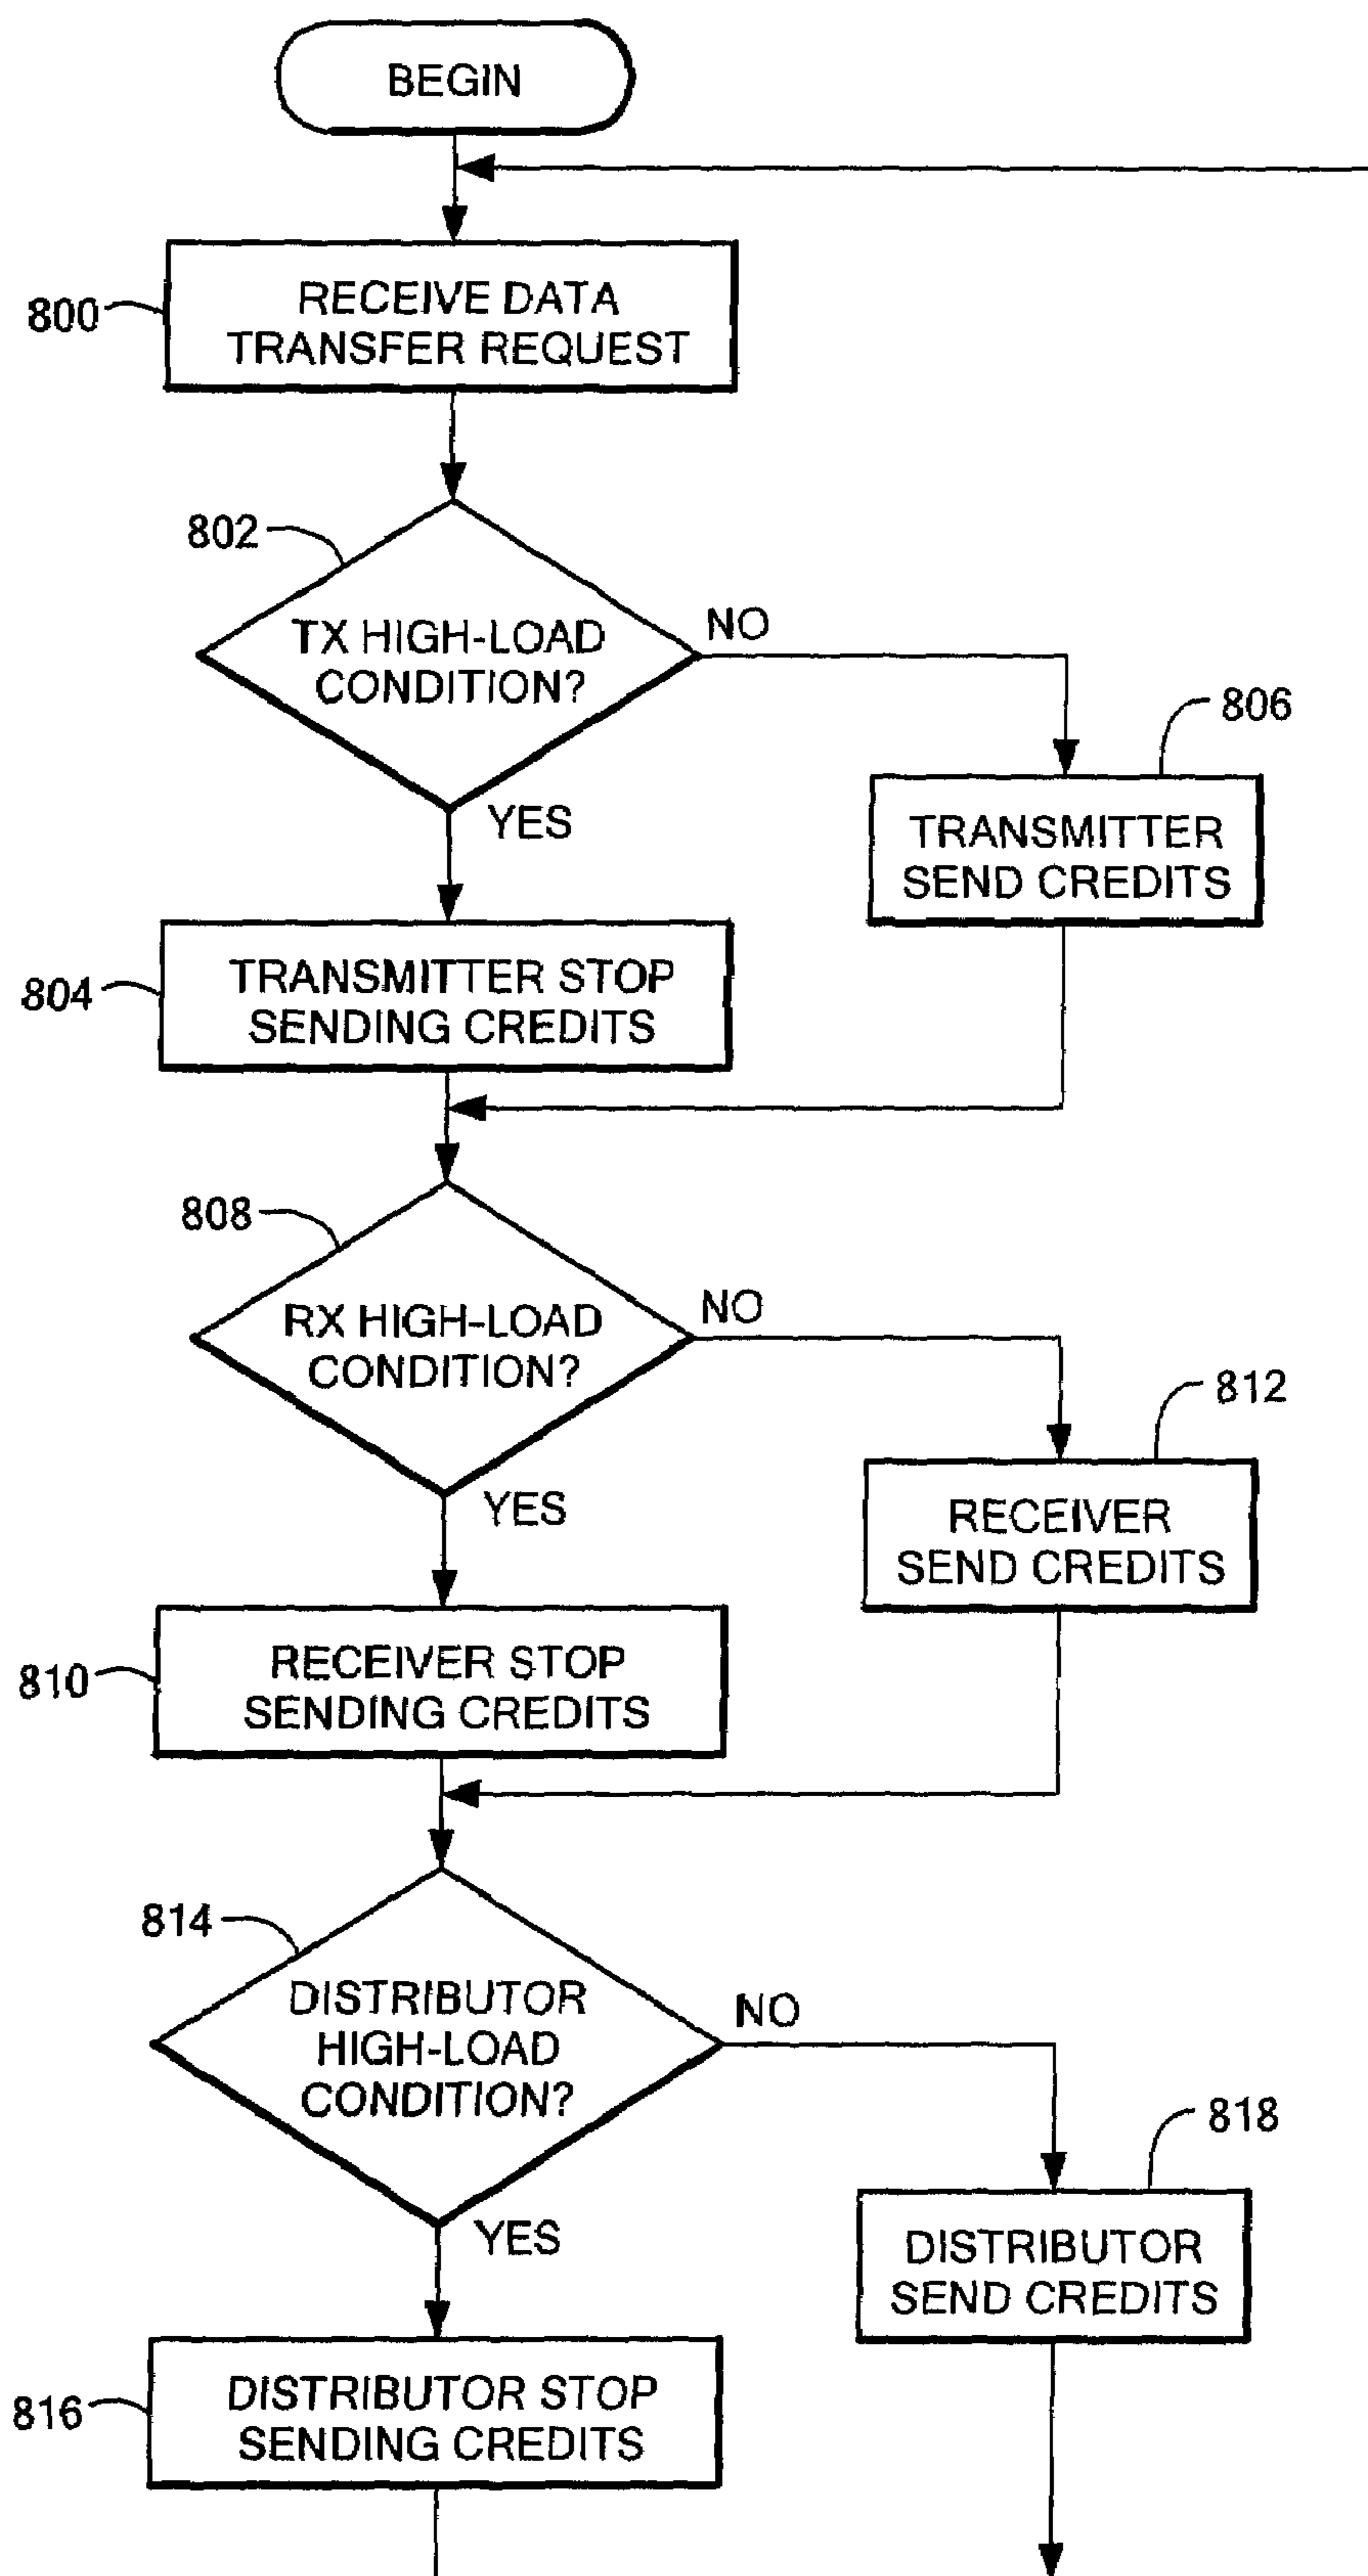 BEGIN
800
RECEIVE DATA
TRANSFER REQUEST
802
TX HIGH-LOAD
CONDITION?
NO
YES
806
TRANSMITTER
SEND CREDITS
804
TRANSMITTER STOP
SENDING CREDITS
808
RX HIGH-LOAD
CONDITION?
NO
YES
812
RECEIVER
SEND CREDITS
810
RECEIVER STOP
SENDING CREDITS
814
DISTRIBUTOR
HIGH-LOAD
CONDITION?
NO
YES
818
DISTRIBUTOR
SEND CREDITS
816
DISTRIBUTOR STOP
SENDING CREDITS